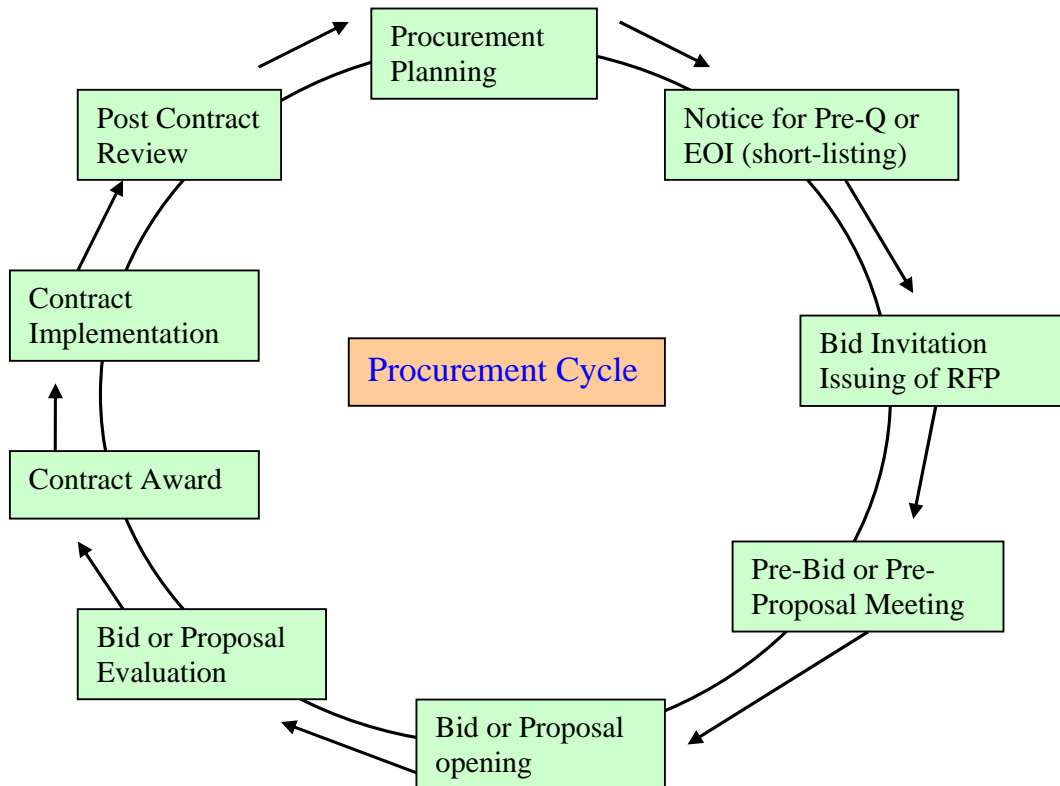 Procurement
Planning
Notice for Pre-Q or
EOI (short-listing)
Bid Invitation
Issuing of RFP
Pre-Bid or Pre-
Proposal Meeting
Bid or Proposal
opening
Bid or Proposal
Evaluation
Contract Award
Contract
Implementation
Post Contract
Review
Procurement Cycle